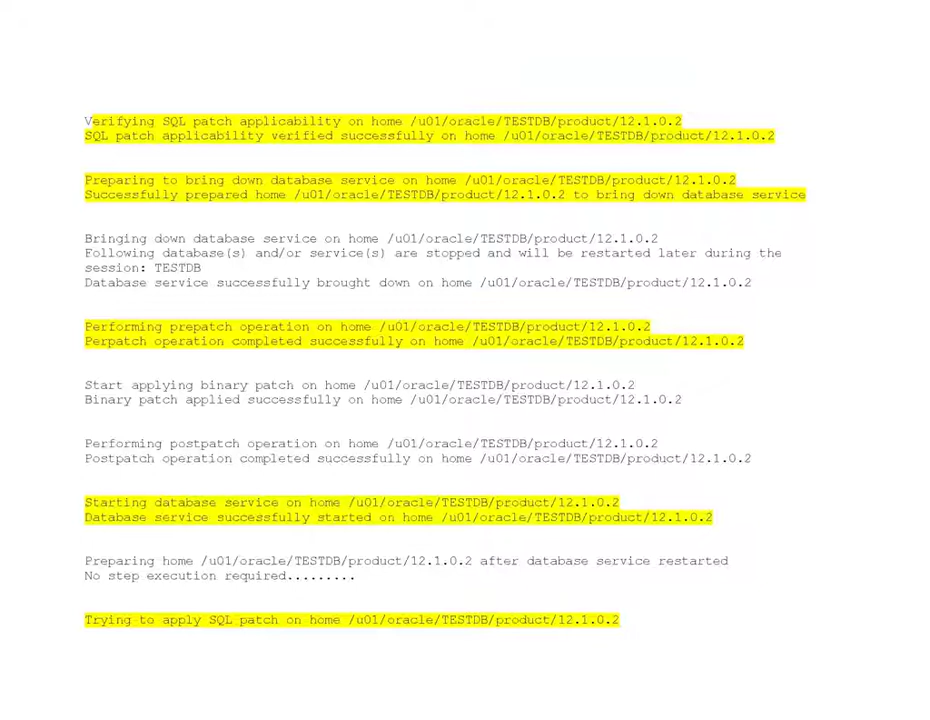 Verifying SQL patch applicability on home /u01/oracle/TESTDB/product/12.1.0.2
SQL patch applicability verified successfully on home /u01/oracle/TESTDB/product/12.1.0.2
Preparing to bring down database service on home /u01/oracle/TESTDB/product/12.1.0.2
Successfully prepared home /u01/oracle/TESTDB/product/12.1.0.2 to bring down database service
Bringing down database service on home /u01/oracle/TESTDB/product/12.1.0.2
Following database(s) and/or service(s) are stopped and will be restarted later during the
session: TESTDB
Database service successfully brought down on home /u01/oracle/TESTDB/product/12.1.0.2
Performing prepatch operation on home /u01/oracle/TESTDB/product/12.1.0.2
Perpatch operation completed successfully on home /u01/oracle/TESTDB/product/12.1.0.2
Start applying binary patch on home /u01/oracle/TESTDB/product/12.1.0.2
Binary patch applied successfully on home /u01/oracle/TESTDB/product/12.1.0.2
Performing postpatch operation on home /u01/oracle/TESTDB/product/12.1.0.2
Postpatch operation completed successfully on home /u01/oracle/TESTDB/product/12.1.0.2
Starting database service on home /u01/oracle/TESTDB/product/12.1.0.2
Database service successfully started on home /u01/oracle/TESTDB/product/12.1.0.2
Preparing home /u01/oracle/TESTDB/product/12.1.0.2 after database service restarted
No step execution required.........
Trying to apply SQL patch on home /u01/oracle/TESTDB/product/12.1.0.2